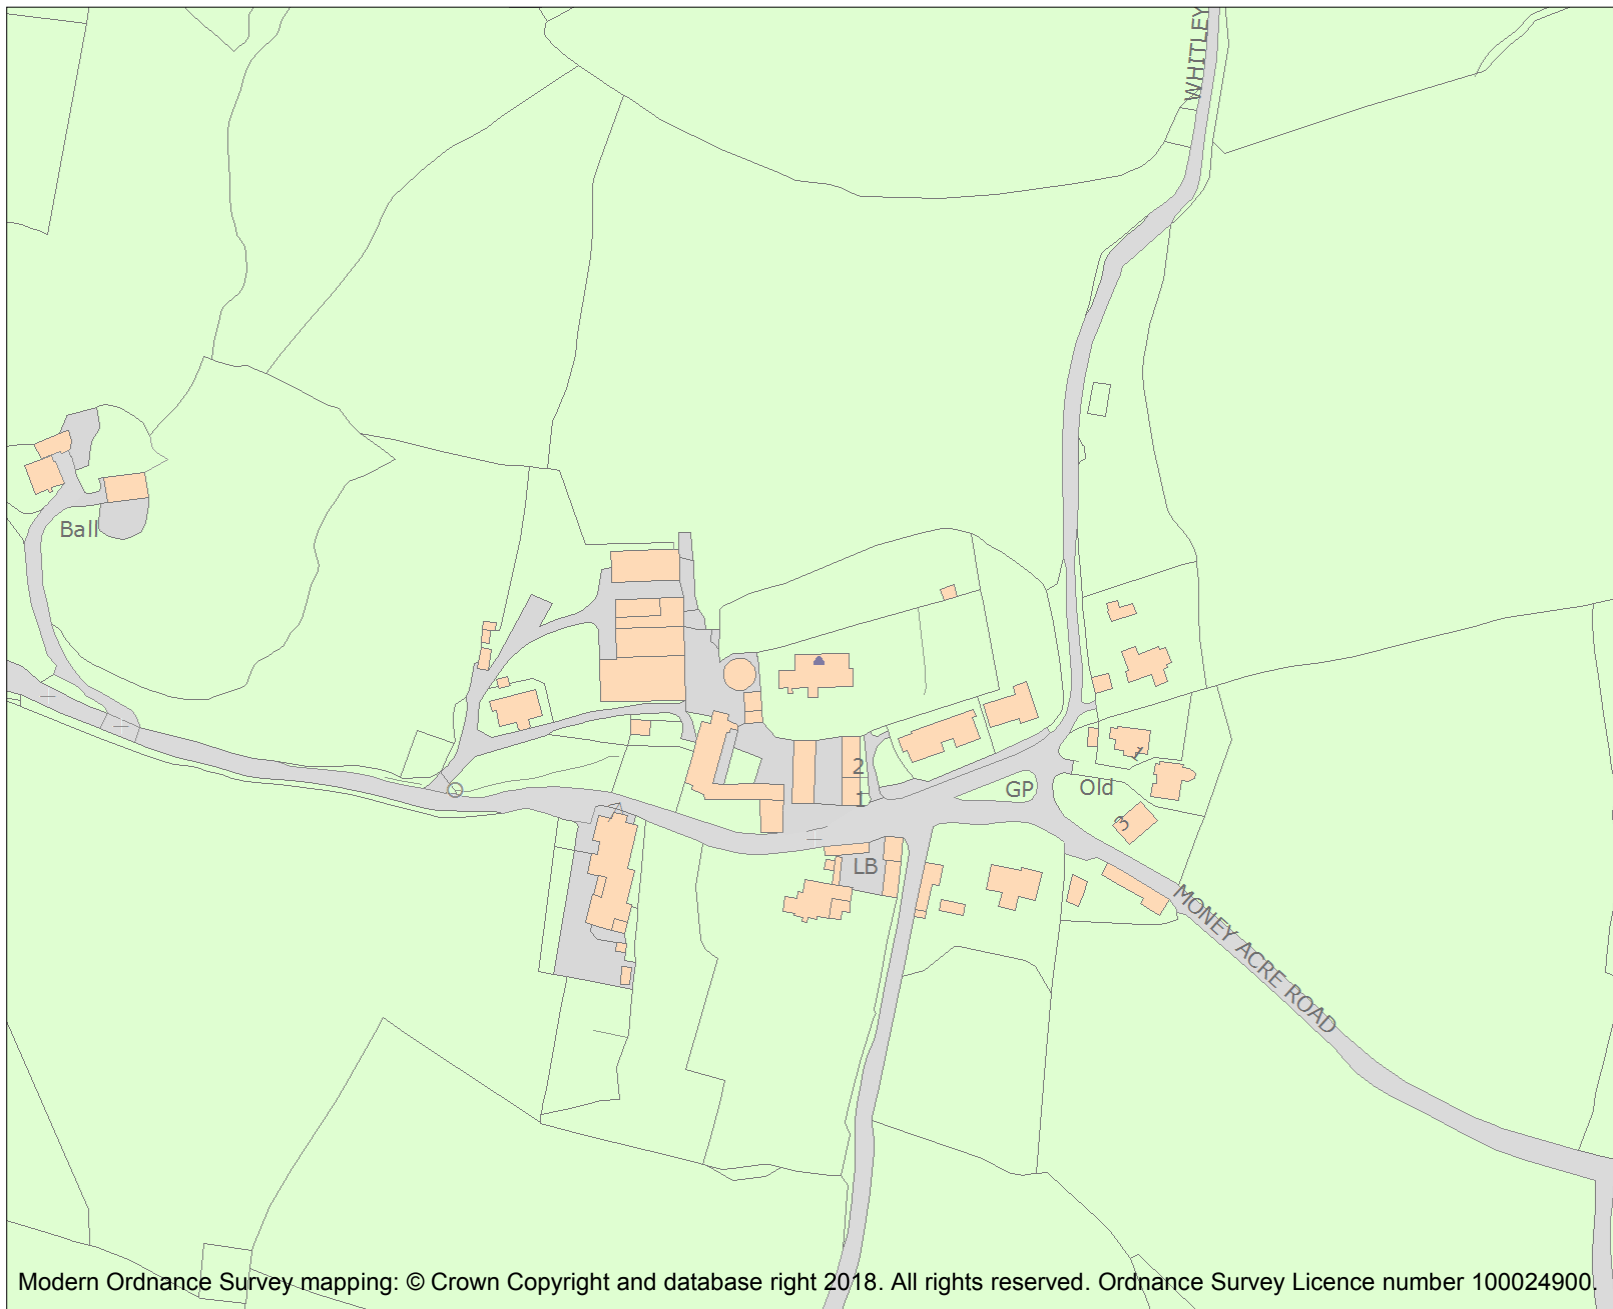 WHITLEY
Ball
2
1
GP
Old
1
3
LB
MONEY ACRE ROAD
Modern Ordnance Survey mapping: © Crown Copyright and database right 2018. All rights reserved. Ordnance Survey Licence number 100024900.